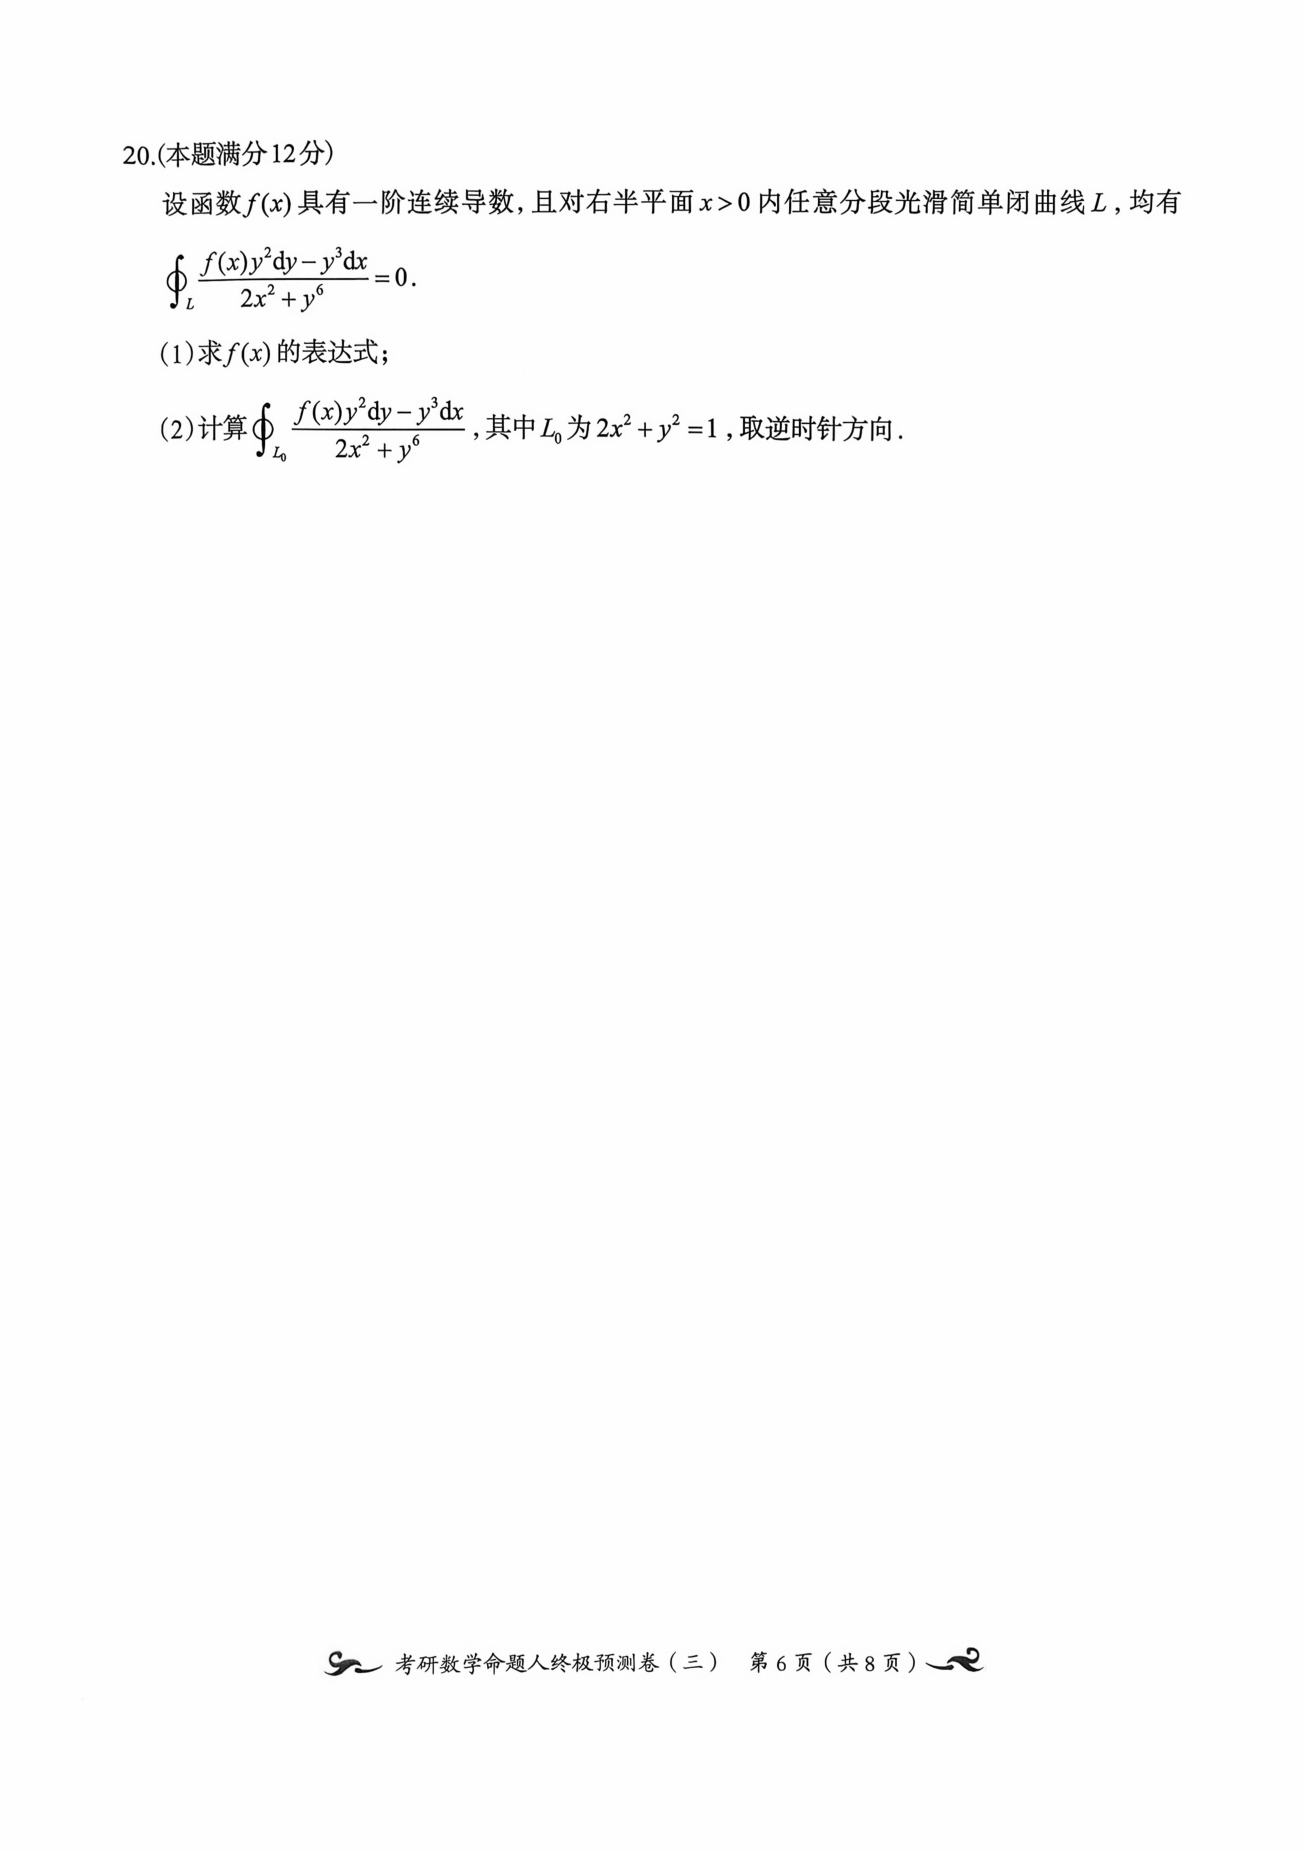 20.(本题满分12分)
设函数f(x)具有一阶连续导数,且对右半平面x>0内任意分段光滑简单闭曲线L,均有
∮_L (f(x)y²dy−y³dx)/(2x²+y⁶)=0.
(1)求f(x)的表达式;
(2)计算∮_{L₀} (f(x)y²dy−y³dx)/(2x²+y⁶),其中L₀为2x²+y²=1,取逆时针方向.
考研数学命题人终极预测卷(三) 第6页(共8页)